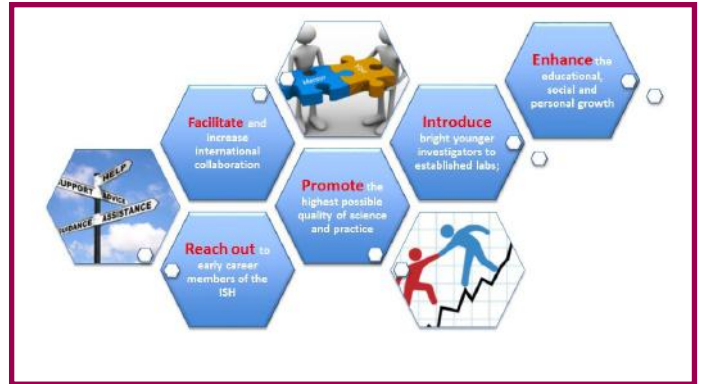 HELP
SUPPORT
ADVICE
GUIDANCE
ASSISTANCE
Facilitate and
increase
international
collaboration
Reach out to
early career
members of the
ISH
Mentor
Promote the
highest possible
quality of science
and practice
Introduce
bright younger
investigators to
established labs;
Enhance the
educational,
social and
personal growth